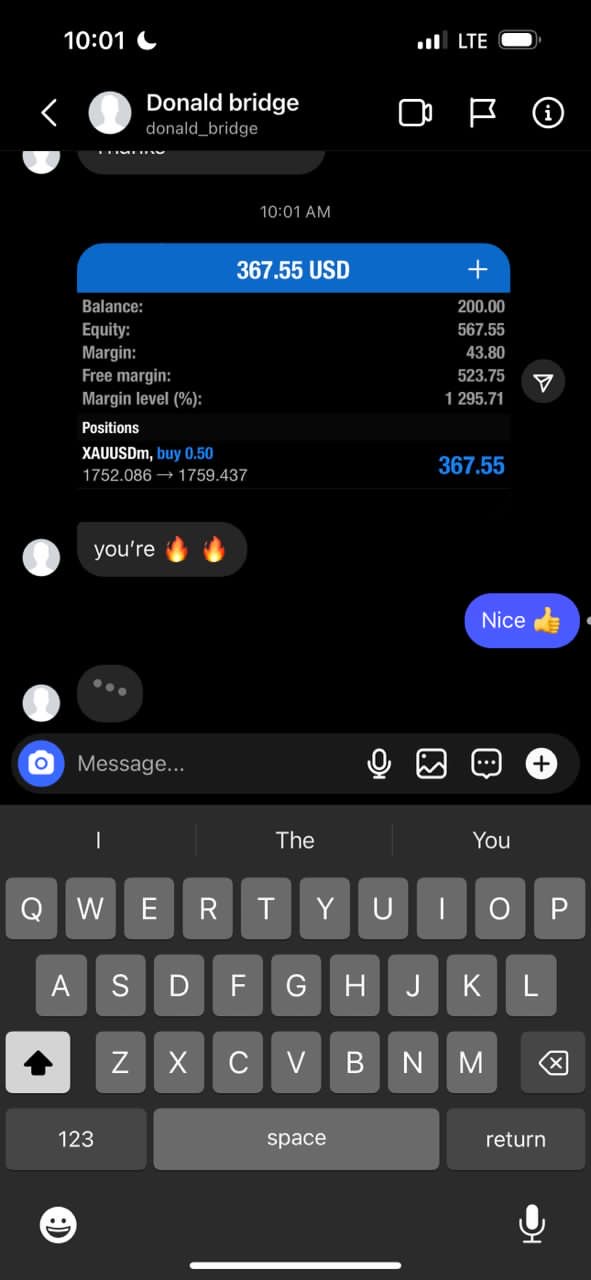 10:01
LTE
Donald bridge
donald_bridge
Thanks
10:01 AM
367.55 USD +
Balance: 200.00
Equity: 567.55
Margin: 43.80
Free margin: 523.75
Margin level (%): 1 295.71
Positions
XAUUSDm, buy 0.50
1752.086 → 1759.437 367.55
you're 🔥 🔥
Nice 👍
Message...
I The You
Q W E R T Y U I O P
A S D F G H J K L
Z X C V B N M
123 space return